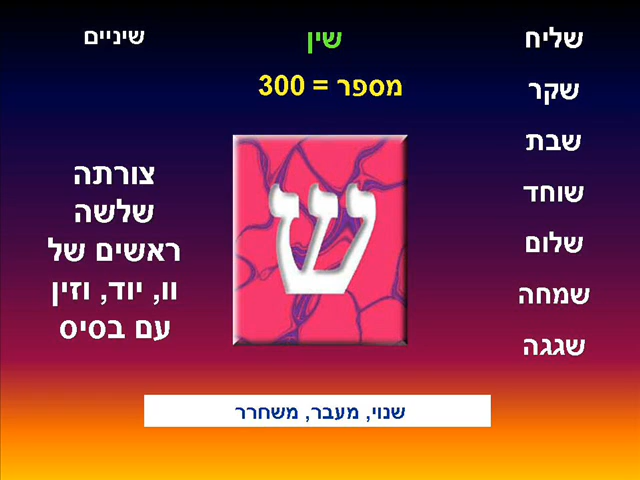 שין
מספר = 300
שליח
שקר
שבת
שוחד
שלום
שמחה
שגגה
ש
שיניים
צורתה
שלשה
ראשים של
וו, יוד, וזין
עם בסיס
שנוי, מעבר, משחרר